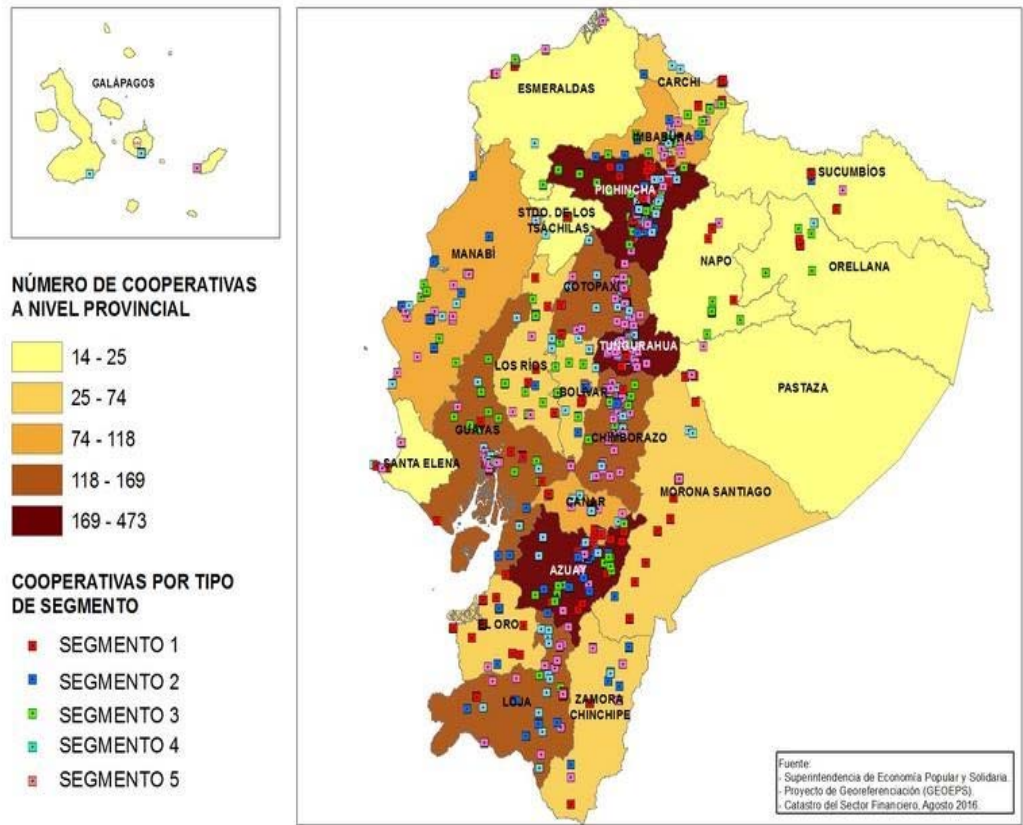 GALÁPAGOS
NÚMERO DE COOPERATIVAS
A NIVEL PROVINCIAL
14 - 25
25 - 74
74 - 118
118 - 169
169 - 473
COOPERATIVAS POR TIPO
DE SEGMENTO
SEGMENTO 1
SEGMENTO 2
SEGMENTO 3
SEGMENTO 4
SEGMENTO 5
ESMERALDAS
CARCHI
IMBABURA
SUCUMBÍOS
PICHINCHA
STDO. DE LOS
TSACHILAS
MANABÍ
NAPO
ORELLANA
COTOPAXI
TUNGURAHUA
LOS RÍOS
BOLÍVAR
PASTAZA
GUAYAS
CHIMBORAZO
SANTA ELENA
MORONA SANTIAGO
CAÑAR
AZUAY
EL ORO
LOJA
ZAMORA
CHINCHIPE
Fuente:
- Superintendencia de Economía Popular y Solidaria.
- Proyecto de Georeferenciación (GEOEPS).
- Catastro del Sector Financiero, Agosto 2016.